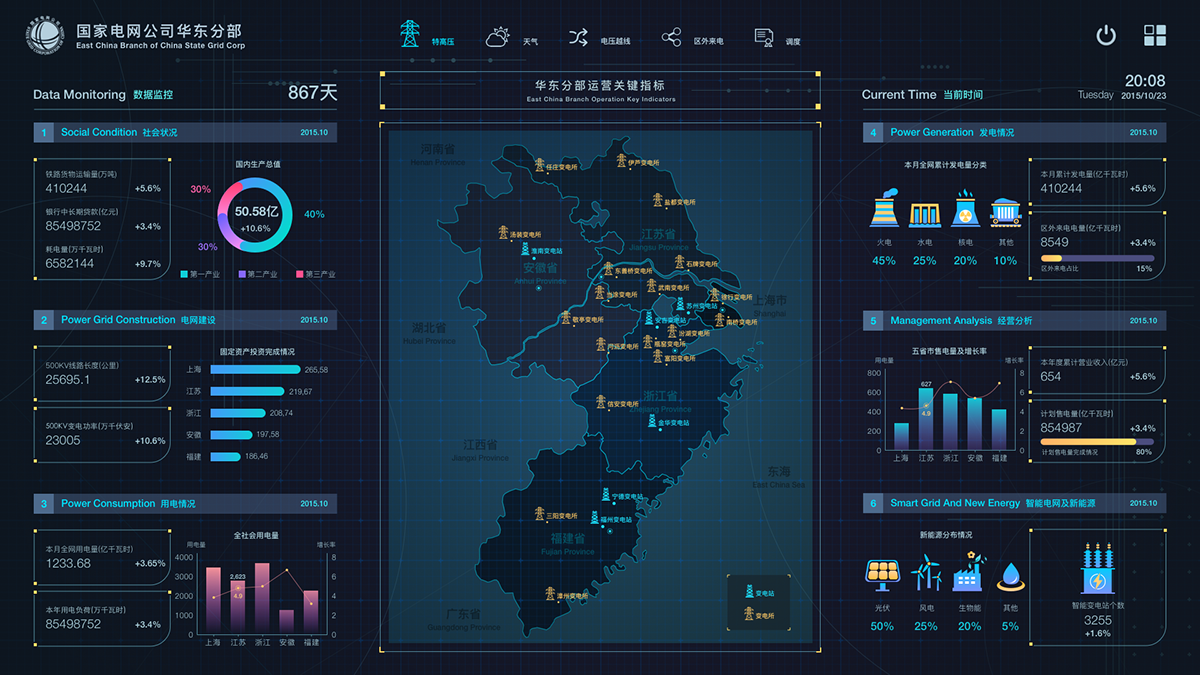 国家电网公司华东分部
East China Branch of China State Grid Corp
特高压
天气
电压越线
区外来电
调度
Data Monitoring 数据监控
867天
华东分部运营关键指标
East China Branch Operation Key Indicators
Current Time 当前时间
20:08
Tuesday 2015/10/23
1 Social Condition 社会状况 2015.10
铁路货物运输量(万吨)
410244 +5.6%
银行中长期贷款(亿元)
85498752 +3.4%
耗电量(万千瓦时)
6582144 +9.7%
国内生产总值
30%
50.58亿
+10.6%
40%
30%
第一产业 第二产业 第三产业
2 Power Grid Construction 电网建设 2015.10
500KV线路长度(公里)
25695.1 +12.5%
500KV变电功率(万千伏安)
23005 +10.6%
固定资产投资完成情况
上海 265,58
江苏 219,67
浙江 208,74
安徽 197,58
福建 186,46
3 Power Consumption 用电情况 2015.10
本月全网用电量(亿千瓦时)
1233.68 +3.65%
本年用电负荷(万千瓦时)
85498752 +3.4%
全社会用电量
用电量 增长率
4000 8
3000 6
2,623
2000 4
4.9
1000 2
0 0
上海 江苏 浙江 安徽 福建
河南省
Henan Province
任庄变电所
伊芦变电所
盐都变电所
汤装变电所
淮南变电站
江苏省
Jiangsu Province
安徽省
Anhui Province
东善桥变电所
石牌变电所
武南变电所
当涂变电所
徐行变电所
苏州变电站
上海市
Shanghai
敬亭变电所
安吉变电站
南桥变电所
汾湖变电所
瓶窑变电所
富阳变电所
湖北省
Hubei Province
浙江省
Zhejiang Province
信安变电所
金华变电站
江西省
Jiangxi Province
东海
East China Sea
宁德变电站
三阳变电所
福州变电站
福建省
Fujian Province
漳州变电所
广东省
Guangdong Province
变电站
变电所
4 Power Generation 发电情况 2015.10
本月全网累计发电量分类
火电 水电 核电 其他
45% 25% 20% 10%
本月累计发电量(亿千瓦时)
410244 +5.6%
区外来电电量(亿千瓦时)
8549 +3.4%
区外来电占比 15%
5 Management Analysis 经营分析 2015.10
五省市售电量及增长率
用电量 增长率
800 8
627
600 6
400 4
4.9
200 2
0 0
上海 江苏 浙江 安徽 福建
本年度累计营业收入(亿元)
654 +5.6%
计划售电量(亿千瓦时)
854987 +3.4%
计划售电量完成情况 80%
6 Smart Grid And New Energy 智能电网及新能源 2015.10
新能源分布情况
光伏 风电 生物能 其他
50% 25% 20% 5%
智能变电站个数
3255
+1.6%